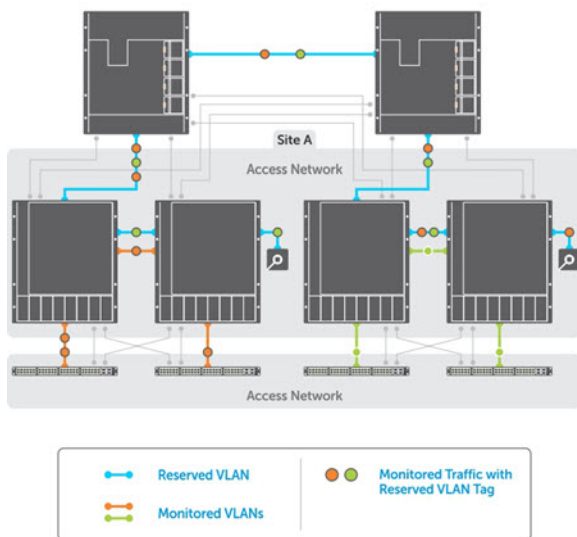 Site A
Access Network
Access Network
Reserved VLAN
Monitored VLANs
Monitored Traffic with
Reserved VLAN Tag